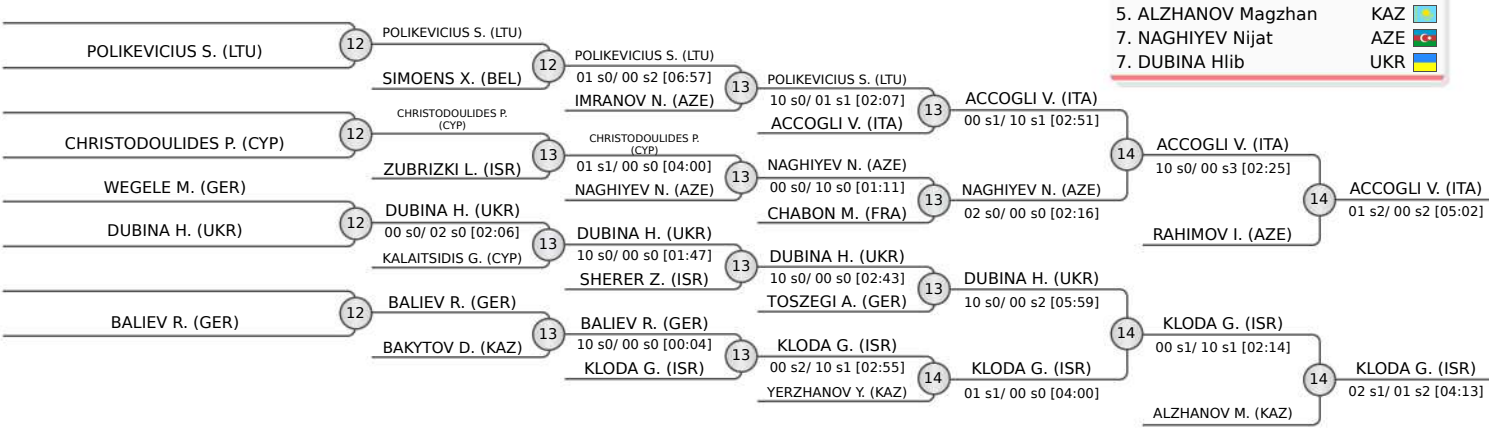 5. ALZHANOV Magzhan KAZ
7. NAGHIYEV Nijat AZE
7. DUBINA Hlib UKR
POLIKEVICIUS S. (LTU)
12
CHRISTODOULIDES P. (CYP)
12
WEGELE M. (GER)
DUBINA H. (UKR)
12
BALIEV R. (GER)
12
POLIKEVICIUS S. (LTU)
SIMOENS X. (BEL)
12
CHRISTODOULIDES P.
(CYP)
ZUBRIZKI L. (ISR)
13
DUBINA H. (UKR)
00 s0/ 02 s0 [02:06]
KALAITSIDIS G. (CYP)
13
BALIEV R. (GER)
BAKYTOV D. (KAZ)
13
POLIKEVICIUS S. (LTU)
01 s0/ 00 s2 [06:57]
IMRANOV N. (AZE)
13
CHRISTODOULIDES P.
(CYP)
01 s1/ 00 s0 [04:00]
NAGHIYEV N. (AZE)
13
DUBINA H. (UKR)
10 s0/ 00 s0 [01:47]
SHERER Z. (ISR)
13
BALIEV R. (GER)
10 s0/ 00 s0 [00:04]
KLODA G. (ISR)
13
POLIKEVICIUS S. (LTU)
10 s0/ 01 s1 [02:07]
ACCOGLI V. (ITA)
13
NAGHIYEV N. (AZE)
00 s0/ 10 s0 [01:11]
CHABON M. (FRA)
13
DUBINA H. (UKR)
10 s0/ 00 s0 [02:43]
TOSZEGI A. (GER)
13
KLODA G. (ISR)
00 s2/ 10 s1 [02:55]
YERZHANOV Y. (KAZ)
14
ACCOGLI V. (ITA)
00 s1/ 10 s1 [02:51]
NAGHIYEV N. (AZE)
02 s0/ 00 s0 [02:16]
14
DUBINA H. (UKR)
10 s0/ 00 s2 [05:59]
KLODA G. (ISR)
01 s1/ 00 s0 [04:00]
14
ACCOGLI V. (ITA)
10 s0/ 00 s3 [02:25]
RAHIMOV I. (AZE)
14
KLODA G. (ISR)
00 s1/ 10 s1 [02:14]
ALZHANOV M. (KAZ)
14
ACCOGLI V. (ITA)
01 s2/ 00 s2 [05:02]
KLODA G. (ISR)
02 s1/ 01 s2 [04:13]